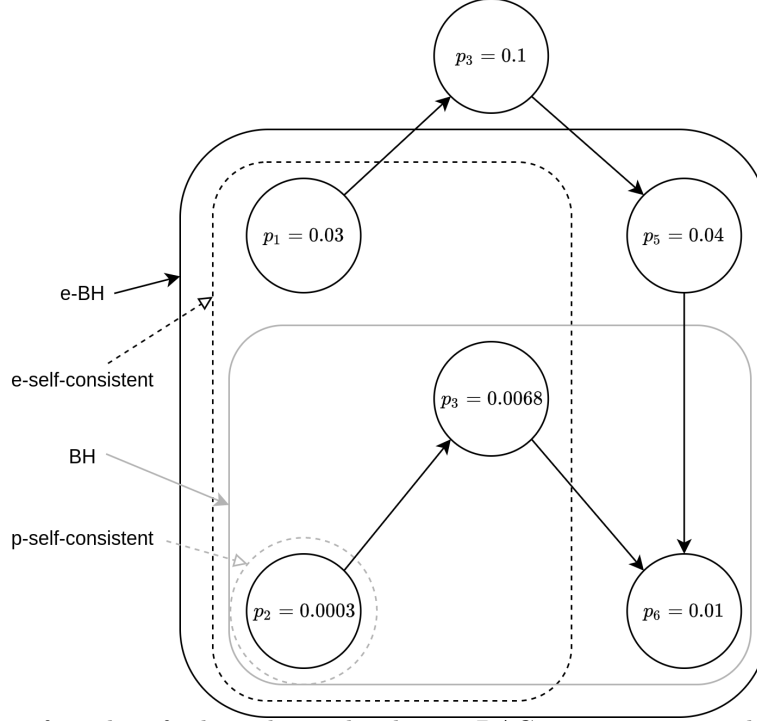 p₃ = 0.1
p₁ = 0.03
p₅ = 0.04
e-BH
e-self-consistent
p₃ = 0.0068
BH
p-self-consistent
p₂ = 0.0003
p₆ = 0.01